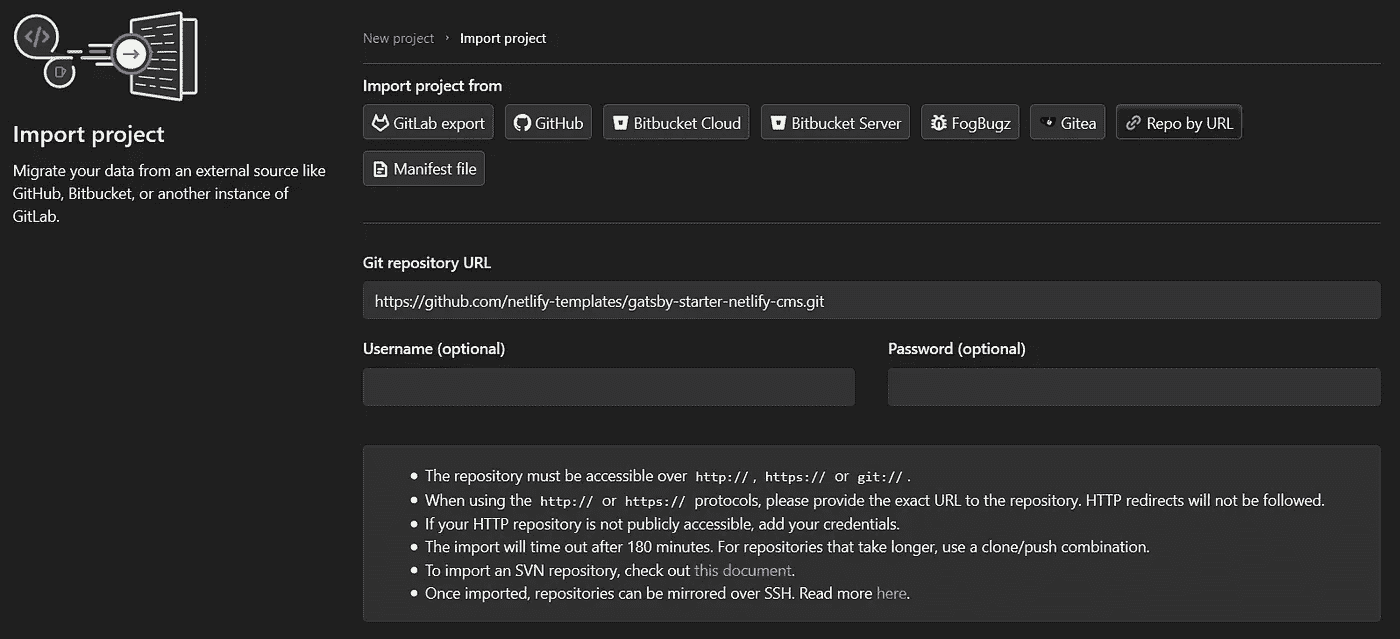 New project › Import project
Import project from
GitLab export GitHub Bitbucket Cloud Bitbucket Server FogBugz Gitea Repo by URL
Manifest file
Import project
Migrate your data from an external source like
GitHub, Bitbucket, or another instance of
GitLab.
Git repository URL
https://github.com/netlify-templates/gatsby-starter-netlify-cms.git
Username (optional) Password (optional)
• The repository must be accessible over http://, https:// or git://.
• When using the http:// or https:// protocols, please provide the exact URL to the repository. HTTP redirects will not be followed.
• If your HTTP repository is not publicly accessible, add your credentials.
• The import will time out after 180 minutes. For repositories that take longer, use a clone/push combination.
• To import an SVN repository, check out this document.
• Once imported, repositories can be mirrored over SSH. Read more here.